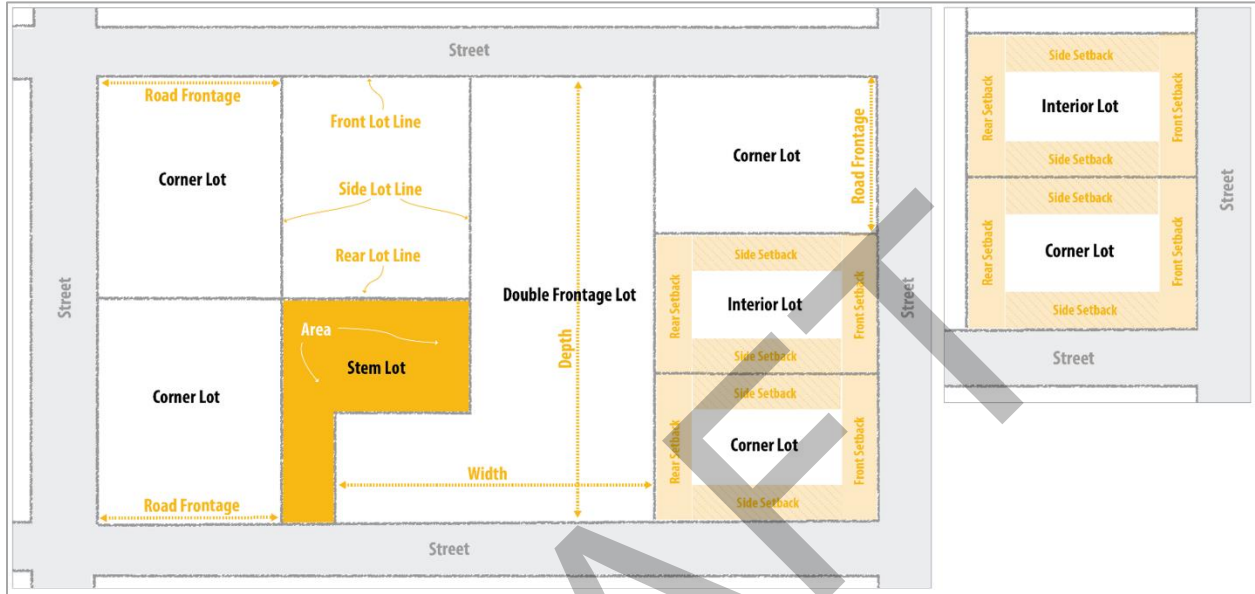 Street
Road Frontage
Front Lot Line
Corner Lot
Road Frontage
Corner Lot
Side Lot Line
Rear Lot Line
Street
Double Frontage Lot
Depth
Area
Stem Lot
Corner Lot
Width
Road Frontage
Side Setback
Rear Setback
Interior Lot
Front Setback
Side Setback
Side Setback
Rear Setback
Corner Lot
Front Setback
Side Setback
Street
Street
Side Setback
Rear Setback
Interior Lot
Front Setback
Side Setback
Side Setback
Rear Setback
Corner Lot
Front Setback
Side Setback
Street
Street
AFT